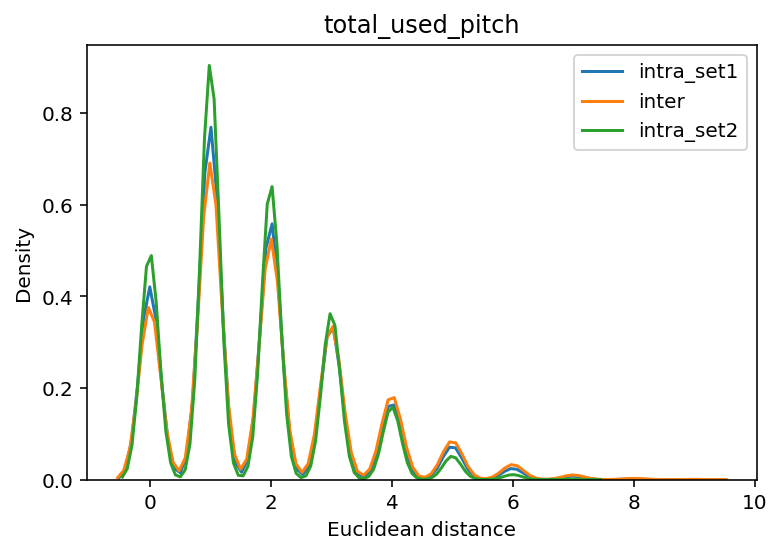 total_used_pitch
intra_set1
inter
intra_set2
Density
0.8
0.6
0.4
0.2
0.0
0
2
4
6
8
10
Euclidean distance